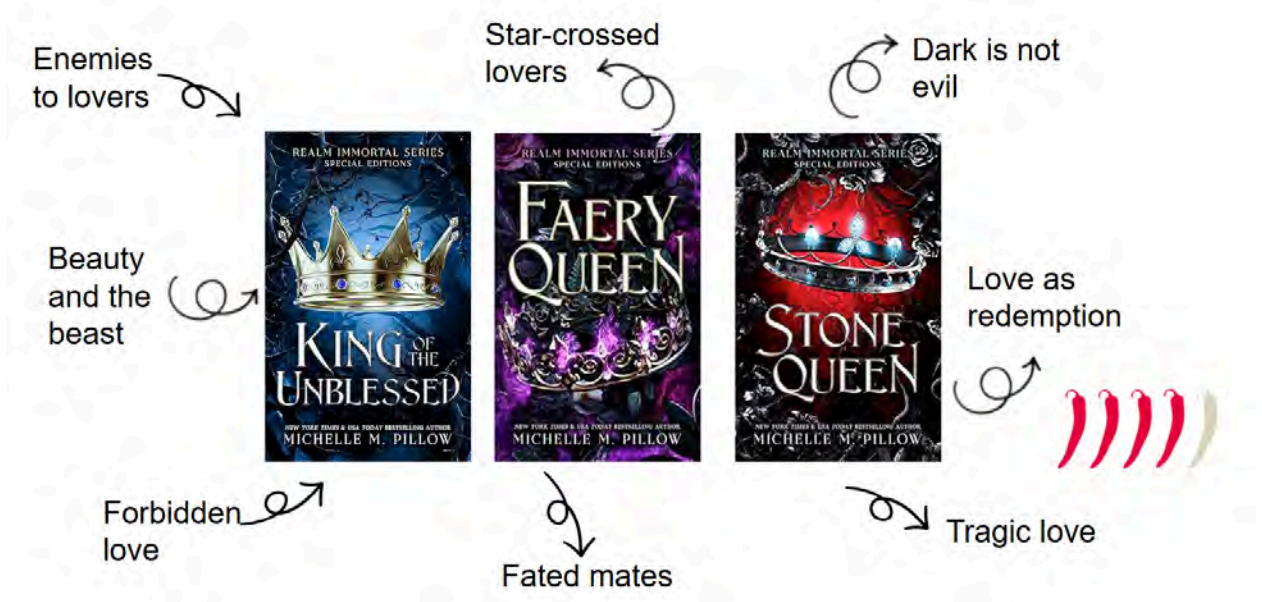 Enemies
to lovers
Star-crossed
lovers
Dark is not
evil
REALM IMMORTAL SERIES
SPECIAL EDITIONS
KING OF THE
UNBLESSED
NEW YORK TIMES & USA TODAY BESTSELLING AUTHOR
MICHELLE M. PILLOW
REALM IMMORTAL SERIES
SPECIAL EDITIONS
FAERY
QUEEN
NEW YORK TIMES & USA TODAY BESTSELLING AUTHOR
MICHELLE M. PILLOW
REALM IMMORTAL SERIES
SPECIAL EDITIONS
STONE
QUEEN
NEW YORK TIMES & USA TODAY BESTSELLING AUTHOR
MICHELLE M. PILLOW
Beauty
and the
beast
Love as
redemption
Forbidden
love
Fated mates
Tragic love